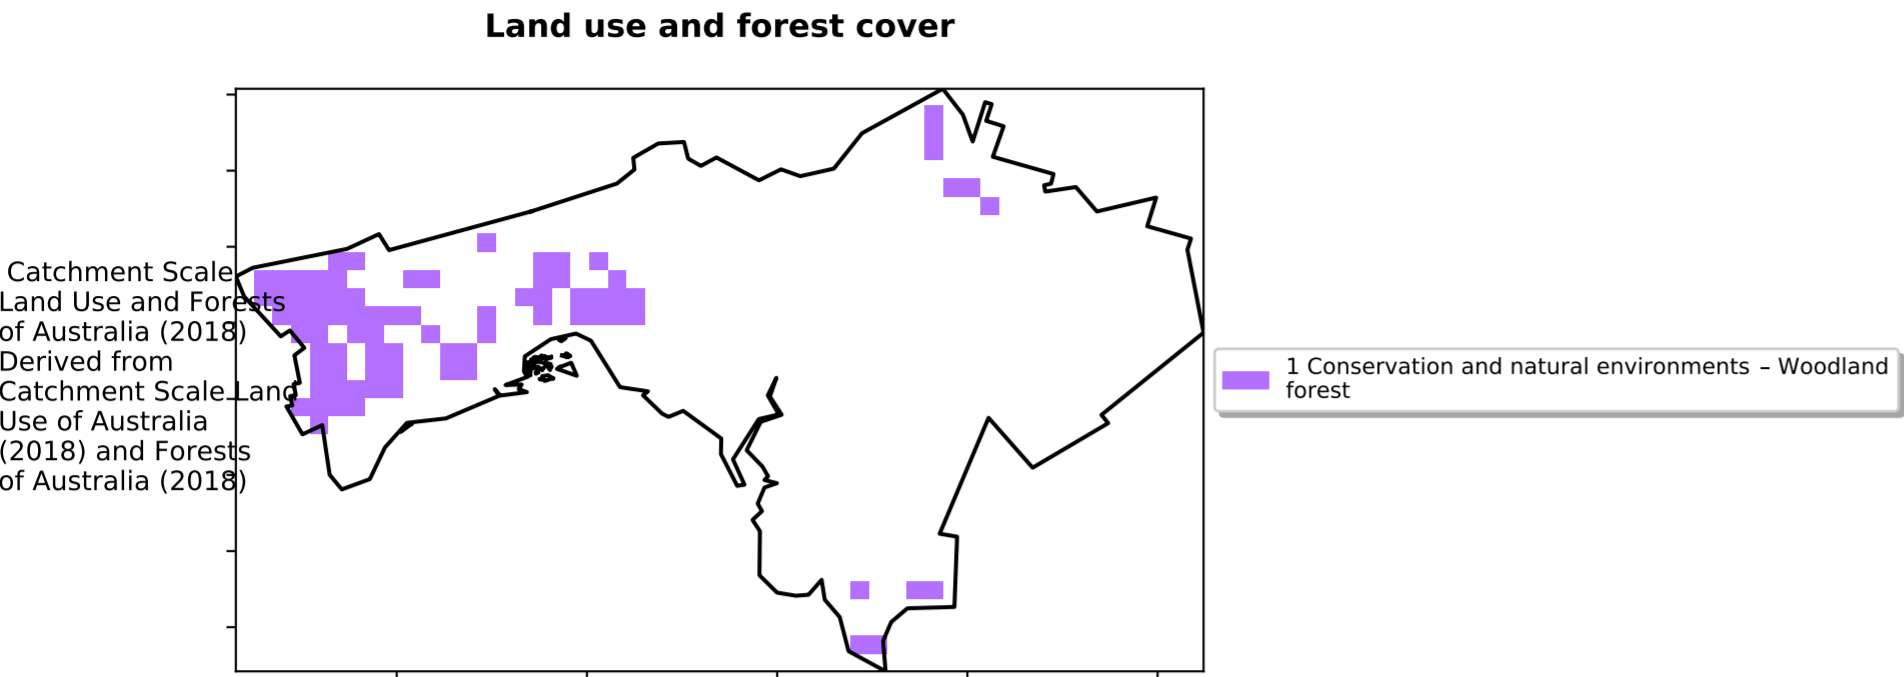 Land use and forest cover
Catchment Scale
Land Use and Forests
of Australia (2018)
Derived from
Catchment Scale Land
Use of Australia
(2018) and Forests
of Australia (2018)
1 Conservation and natural environments – Woodland
forest